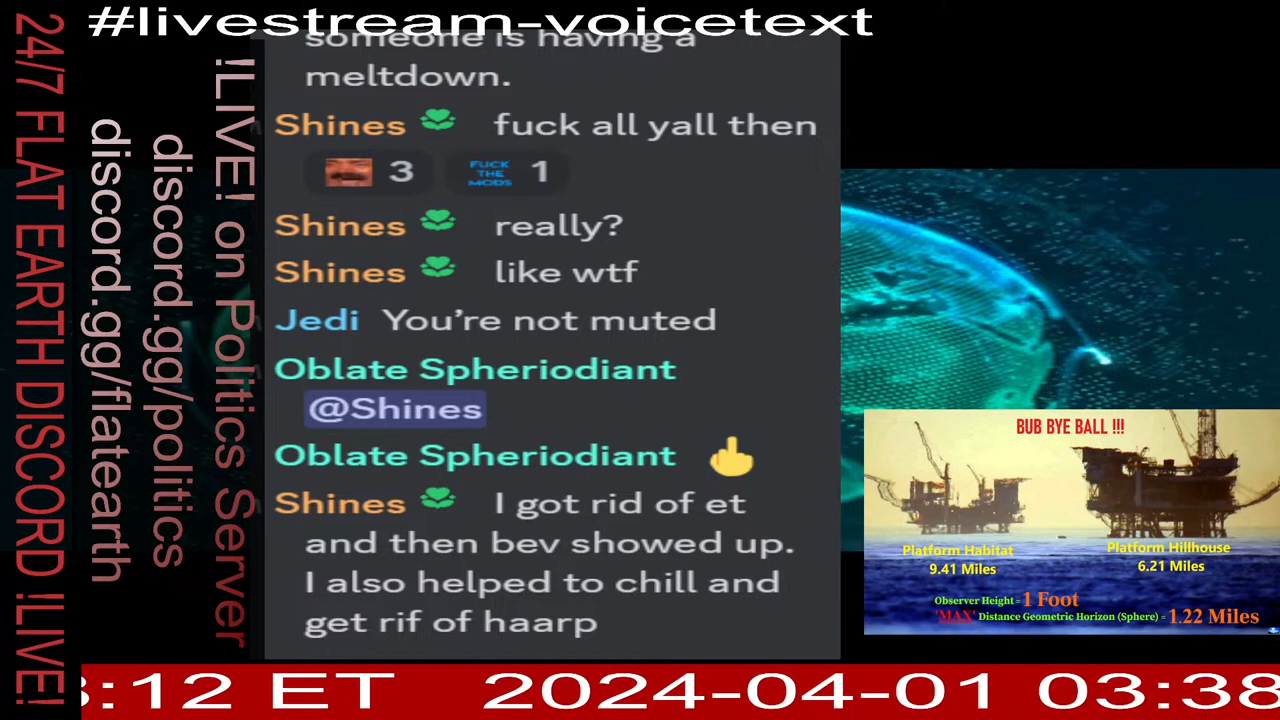 #livestream-voicetext
24/7 FLAT EARTH DISCORD !LIVE!
discord.gg/flatearth
discord.gg/politics
!LIVE! on Politics Server
someone is having a
meltdown.
Shines fuck all yall then
3 FUCK THE MODS 1
Shines really?
Shines like wtf
Jedi You're not muted
Oblate Spheriodiant
@Shines
Oblate Spheriodiant
Shines I got rid of et
and then bev showed up.
I also helped to chill and
get rif of haarp
BUB BYE BALL !!!
Platform Habitat
9.41 Miles
Platform Hillhouse
6.21 Miles
Observer Height = 1 Foot
'MAX' Distance Geometric Horizon (Sphere) = 1.22 Miles
:12 ET 2024-04-01 03:38